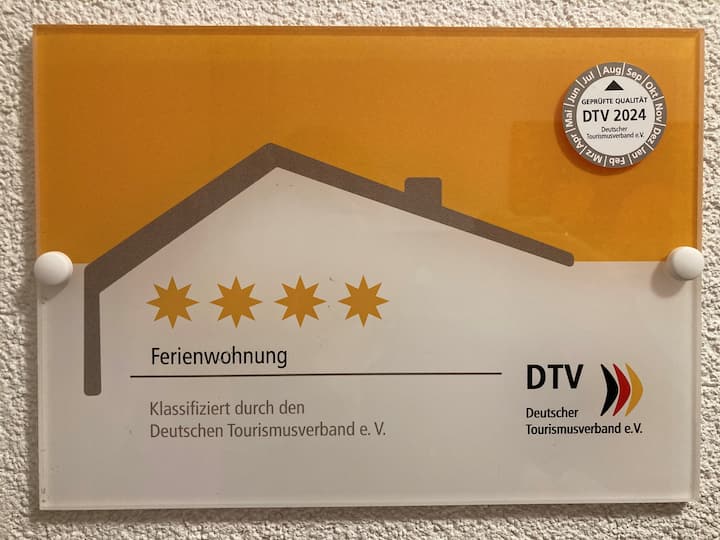 Jan Feb Mrz Apr Mai Jun Jul Aug Sep Okt Nov Dez
GEPRÜFTE QUALITÄT
DTV 2024
Deutscher
Tourismusverband e.V.
Ferienwohnung
Klassifiziert durch den
Deutschen Tourismusverband e. V.
DTV
Deutscher
Tourismusverband e.V.